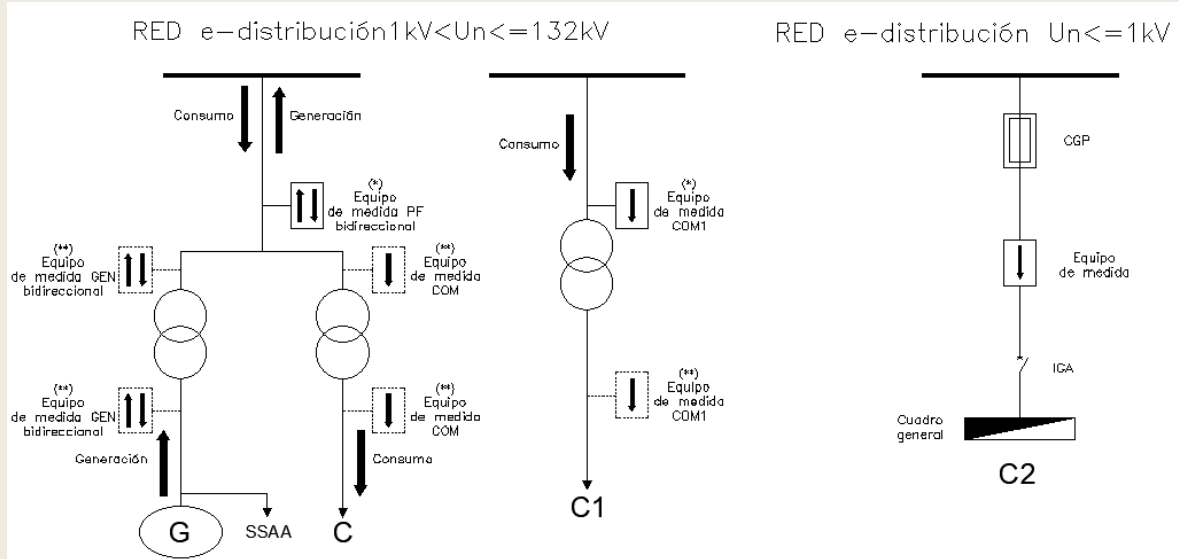 RED e-distribución1kV<Un<=132kV
RED e-distribución Un<=1kV
Consumo
Generación
(*)
Equipo
de medida PF
bidireccional
(**)
Equipo
de medida GEN
bidireccional
(**)
Equipo
de medida
COM
(**)
Equipo
de medida GEN
bidireccional
(**)
Equipo
de medida
COM
Generación
Consumo
G
SSAA
C
Consumo
(*)
Equipo
de medida
COM1
(**)
Equipo
de medida
COM1
C1
CGP
Equipo
de medida
IGA
Cuadro
general
C2